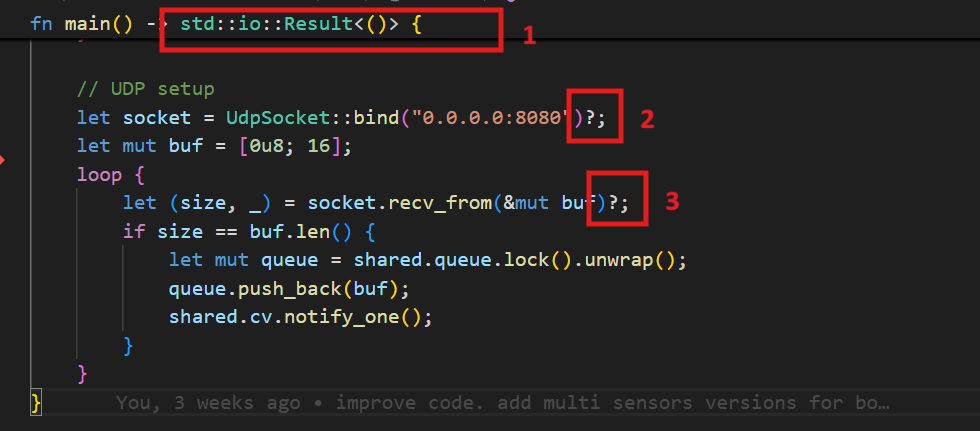 fn main() -> std::io::Result<()> { 1
// UDP setup
let socket = UdpSocket::bind("0.0.0.0:8080")?; 2
let mut buf = [0u8; 16];
loop {
let (size, _) = socket.recv_from(&mut buf)?; 3
if size == buf.len() {
let mut queue = shared.queue.lock().unwrap();
queue.push_back(buf);
shared.cv.notify_one();
}
}
} You, 3 weeks ago • improve code. add multi sensors versions for bo…